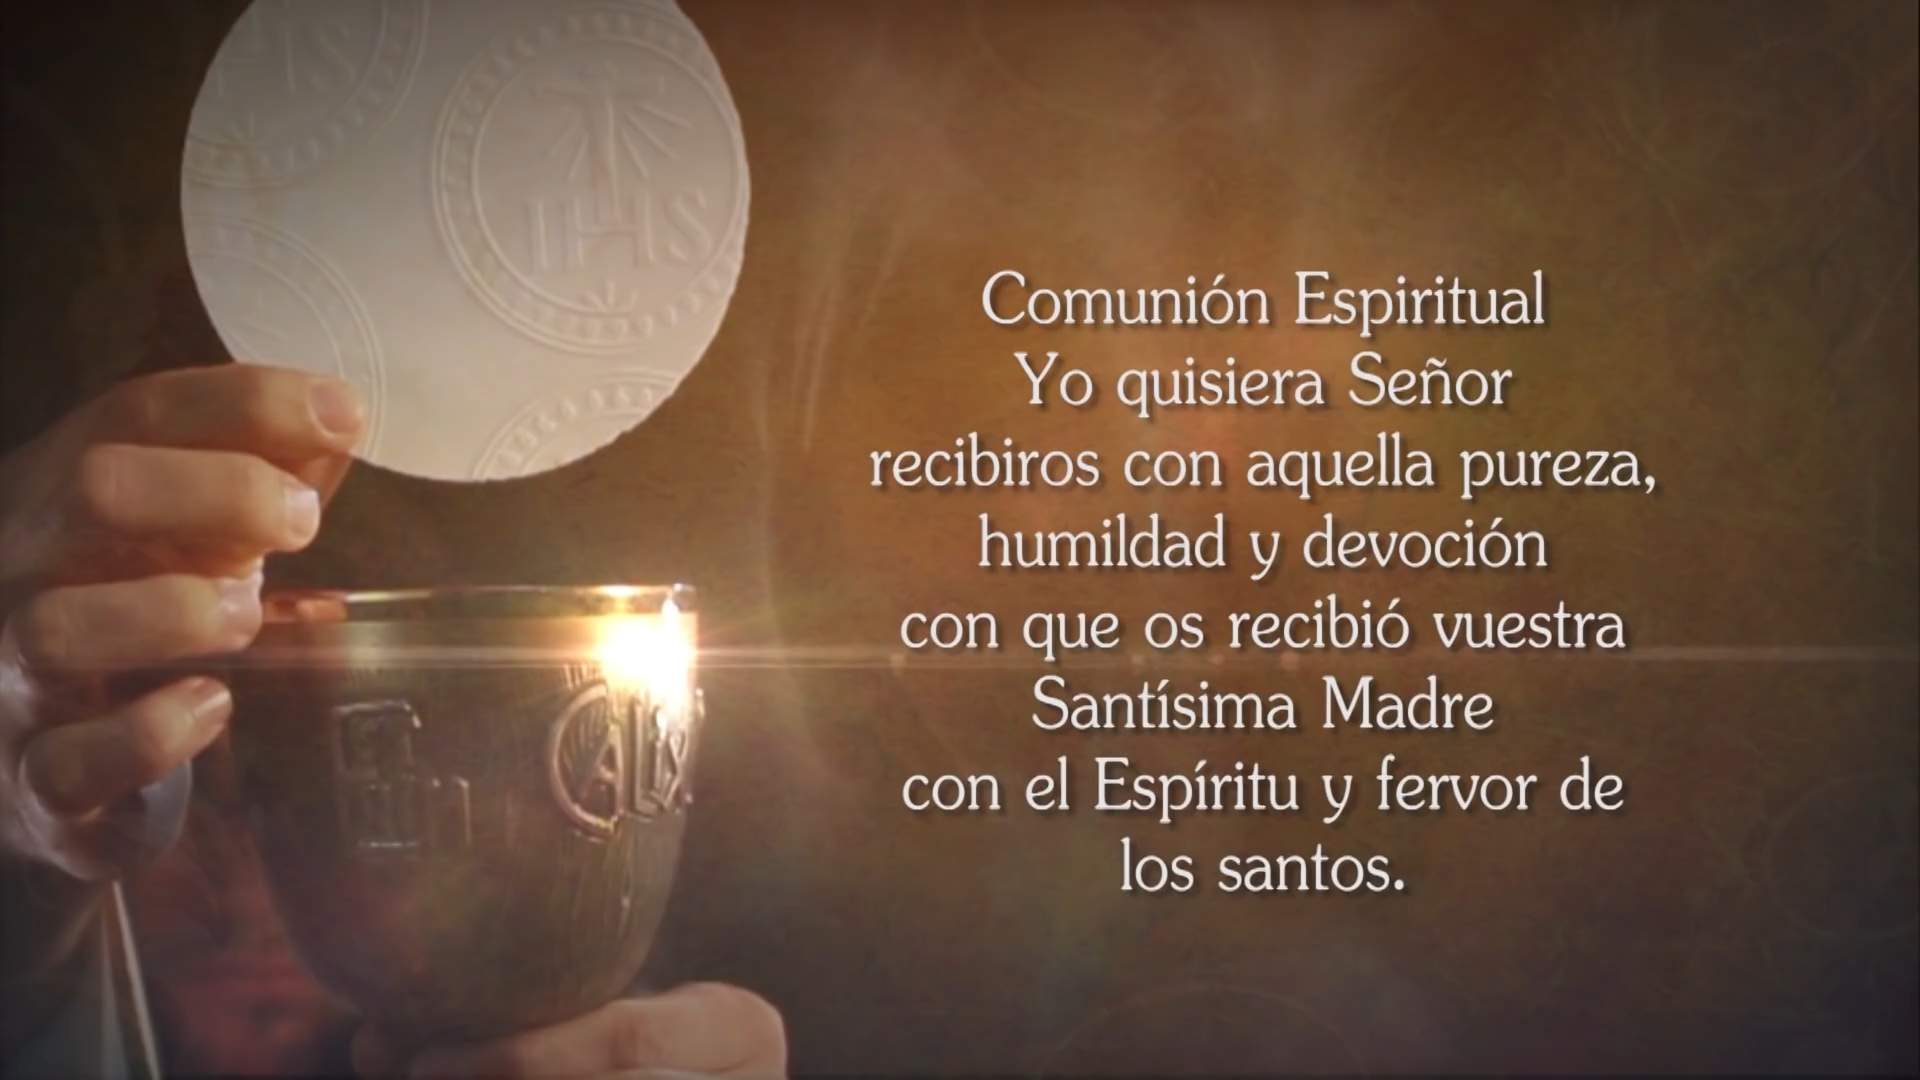 IHS
Comunión Espiritual
Yo quisiera Señor
recibiros con aquella pureza,
humildad y devoción
con que os recibió vuestra
Santísima Madre
con el Espíritu y fervor de
los santos.